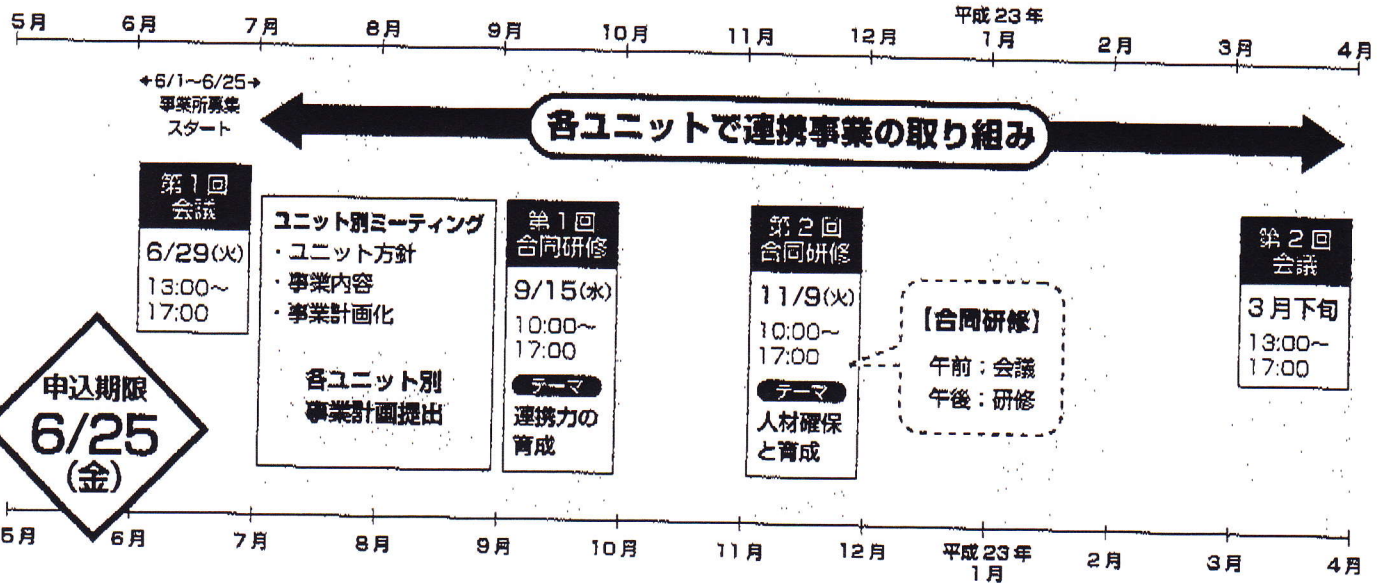 5月 6月 7月 8月 9月 10月 11月 12月 平成23年1月 2月 3月 4月
←6/1～6/25→
事業所募集
スタート
各ユニットで連携事業の取り組み
第1回
会議
6/29(火)
13:00～
17:00
ユニット別ミーティング
・ユニット方針
・事業内容
・事業計画化
各ユニット別
事業計画提出
第1回
合同研修
9/15(水)
10:00～
17:00
テーマ
連携力の
育成
第2回
合同研修
11/9(火)
10:00～
17:00
テーマ
人材確保
と育成
【合同研修】
午前：会議
午後：研修
第2回
会議
3月下旬
13:00～
17:00
申込期限
6/25
(金)
5月 6月 7月 8月 9月 10月 11月 12月 平成23年1月 2月 3月 4月